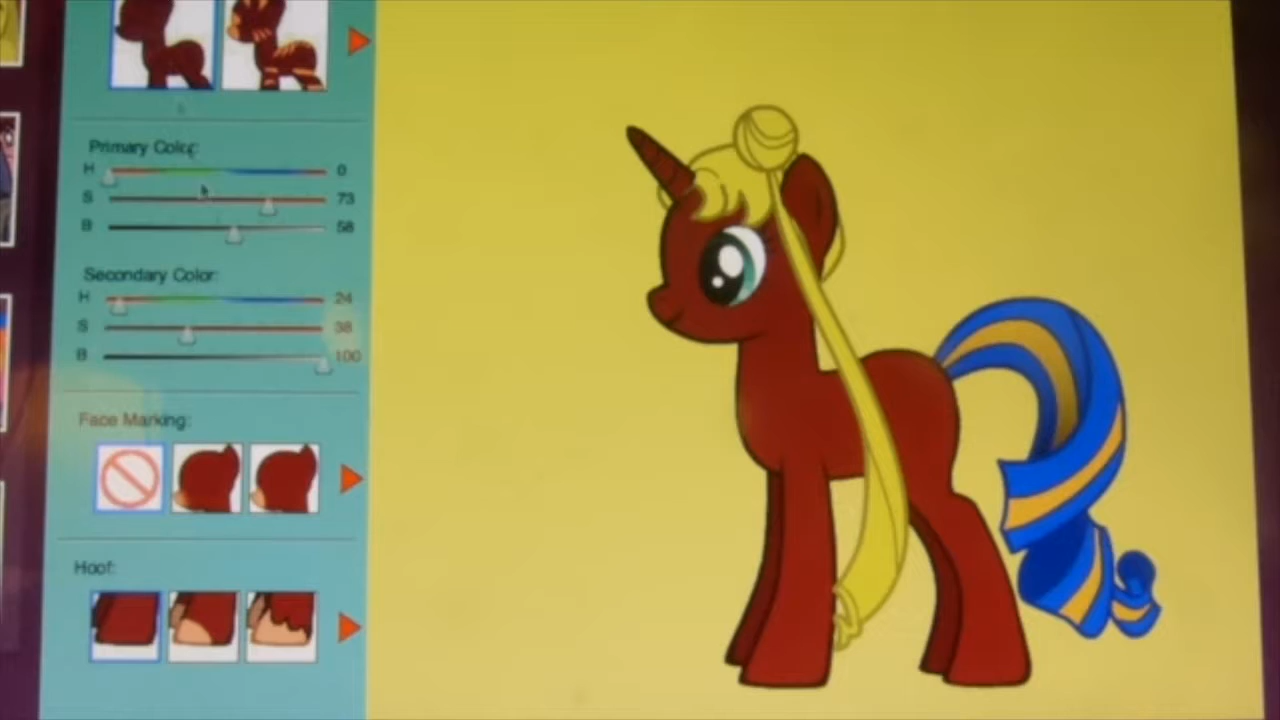 Primary Color:
H 0
S 73
B 58
Secondary Color:
H 24
S 38
B 100
Face Marking:
Hoof: